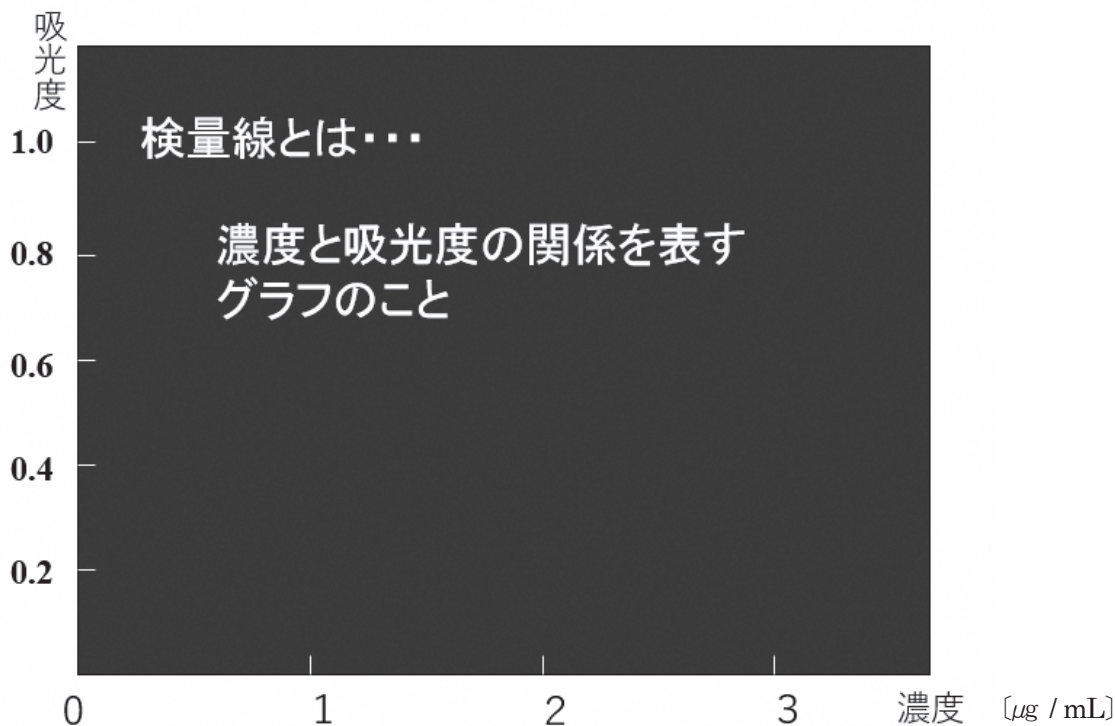 吸光度
1.0
検量線とは･･･
0.8
濃度と吸光度の関係を表す
グラフのこと
0.6
0.4
0.2
0 1 2 3 濃度 〔μg / mL〕